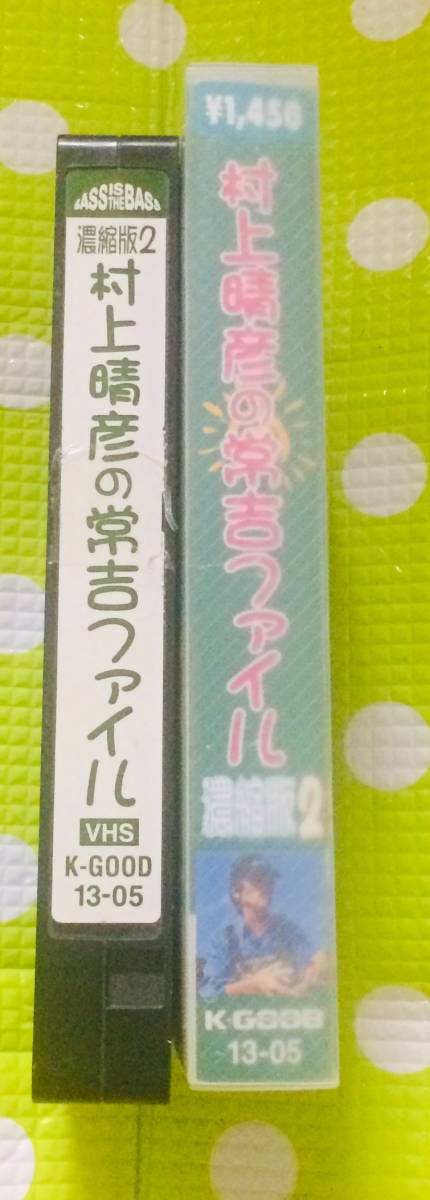 BASS IS THE BASS
濃縮版2
村上晴彦の常吉ファイル
VHS
K-GOOD
13-05
¥1,450
村上晴彦の常吉ファイル
濃縮版2
K-GOOD
13-05